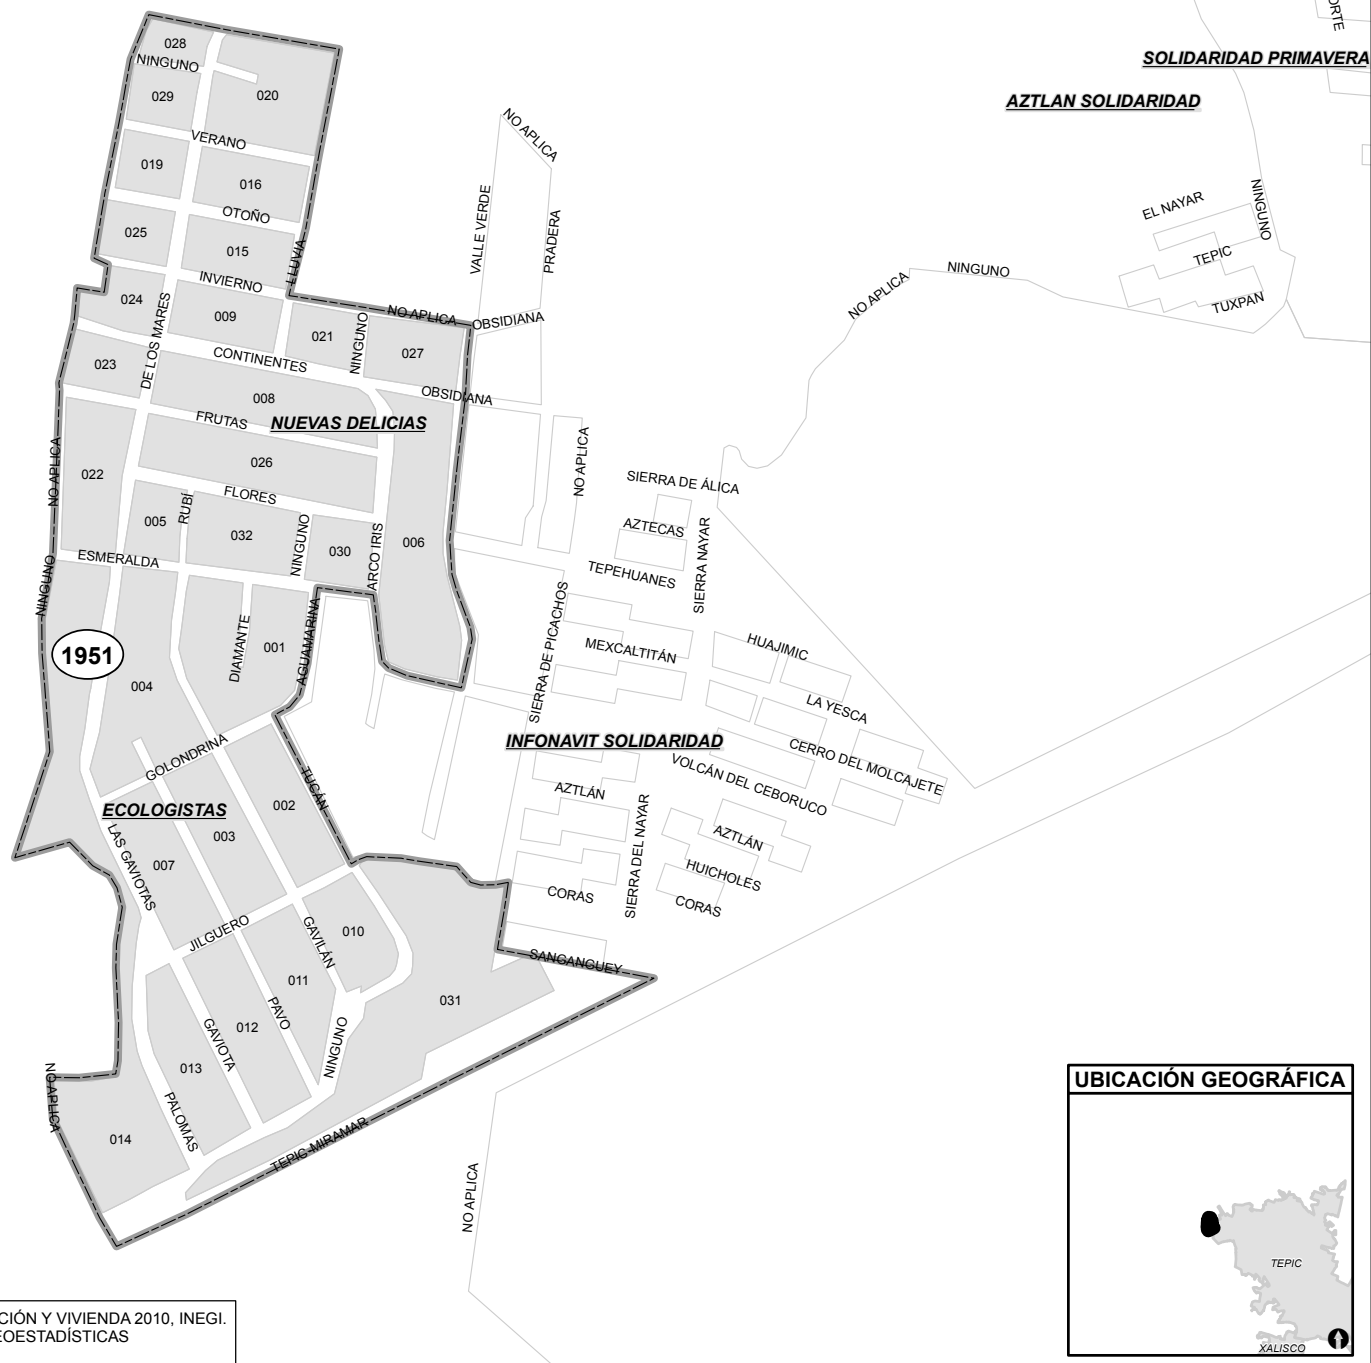 ORTE
SOLIDARIDAD PRIMAVERA
AZTLAN SOLIDARIDAD
028
NINGUNO
029
020
VERANO
019
016
OTOÑO
025
015
LLUVIA
INVIERNO
024
009
DE LOS MARES
021
NINGUNO
NO APLICA
027
OBSIDIANA
CONTINENTES
023
008
OBSIDIANA
FRUTAS
NUEVAS DELICIAS
026
022
NO APLICA
FLORES
005
RUBÍ
032
NINGUNO
030
ARCO IRIS
006
ESMERALDA
NINGUNO
DIAMANTE
001
AGUAMARINA
1951
004
GOLONDRINA
ECOLOGISTAS
002
TUCÁN
003
007
LAS GAVIOTAS
JILGUERO
010
GAVILÁN
011
PAVO
012
GAVIOTA
NINGUNO
031
013
PALOMAS
NO APLICA
014
TEPIC-MIRAMAR
SANGANGUEY
NO APLICA
NO APLICA
VALLE VERDE
PRADERA
NO APLICA
SIERRA DE ÁLICA
AZTECAS
TEPEHUANES
SIERRA NAYAR
SIERRA DE PICACHOS
MEXCALTITÁN
HUAJIMIC
LA YESCA
INFONAVIT SOLIDARIDAD
CERRO DEL MOLCAJETE
VOLCÁN DEL CEBORUCO
AZTLÁN
SIERRA DEL NAYAR
AZTLÁN
HUICHOLES
CORAS
CORAS
EL NAYAR
NINGUNO
TEPIC
TUXPAN
NINGUNO
NO APLICA
UBICACIÓN GEOGRÁFICA
TEPIC
XALISCO
CIÓN Y VIVIENDA 2010, INEGI.
EOESTADÍSTICAS